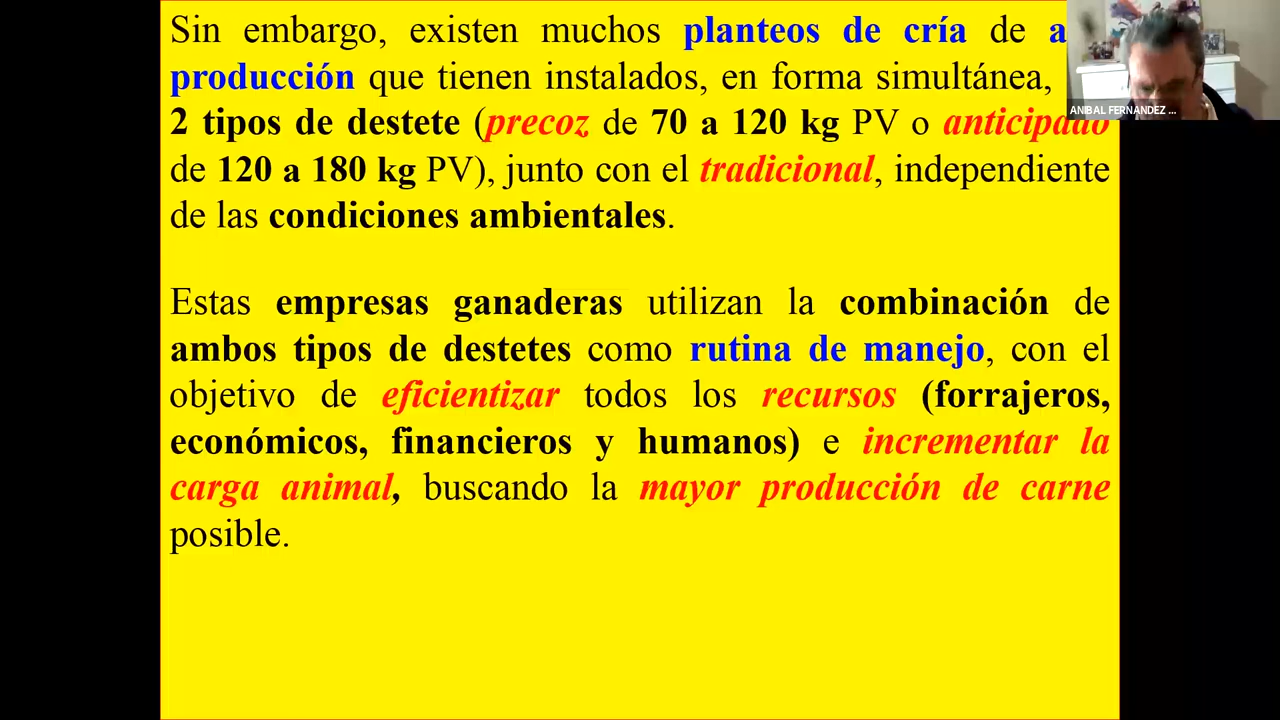 Sin embargo, existen muchos planteos de cría de a
producción que tienen instalados, en forma simultánea,
2 tipos de destete (precoz de 70 a 120 kg PV o anticipado
de 120 a 180 kg PV), junto con el tradicional, independiente
de las condiciones ambientales.
Estas empresas ganaderas utilizan la combinación de
ambos tipos de destetes como rutina de manejo, con el
objetivo de eficientizar todos los recursos (forrajeros,
económicos, financieros y humanos) e incrementar la
carga animal, buscando la mayor producción de carne
posible.
ANIBAL FERNANDEZ ...